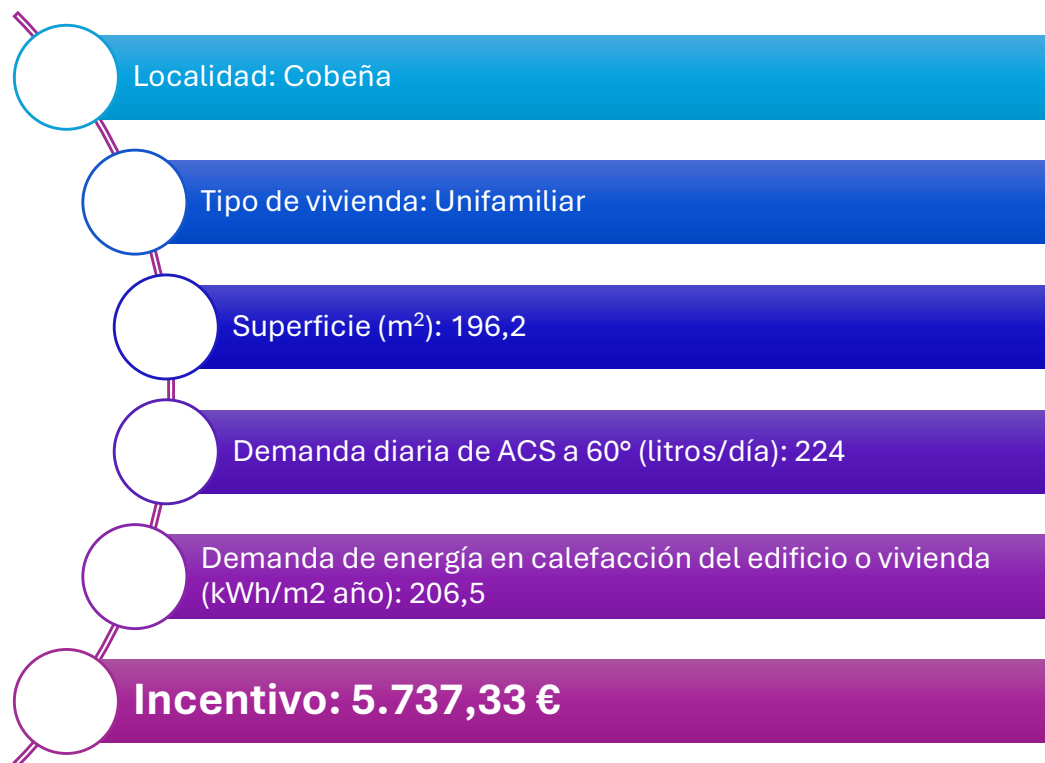 Localidad: Cobeña
Tipo de vivienda: Unifamiliar
Superficie (m²): 196,2
Demanda diaria de ACS a 60° (litros/día): 224
Demanda de energía en calefacción del edificio o vivienda
(kWh/m2 año): 206,5
Incentivo: 5.737,33 €